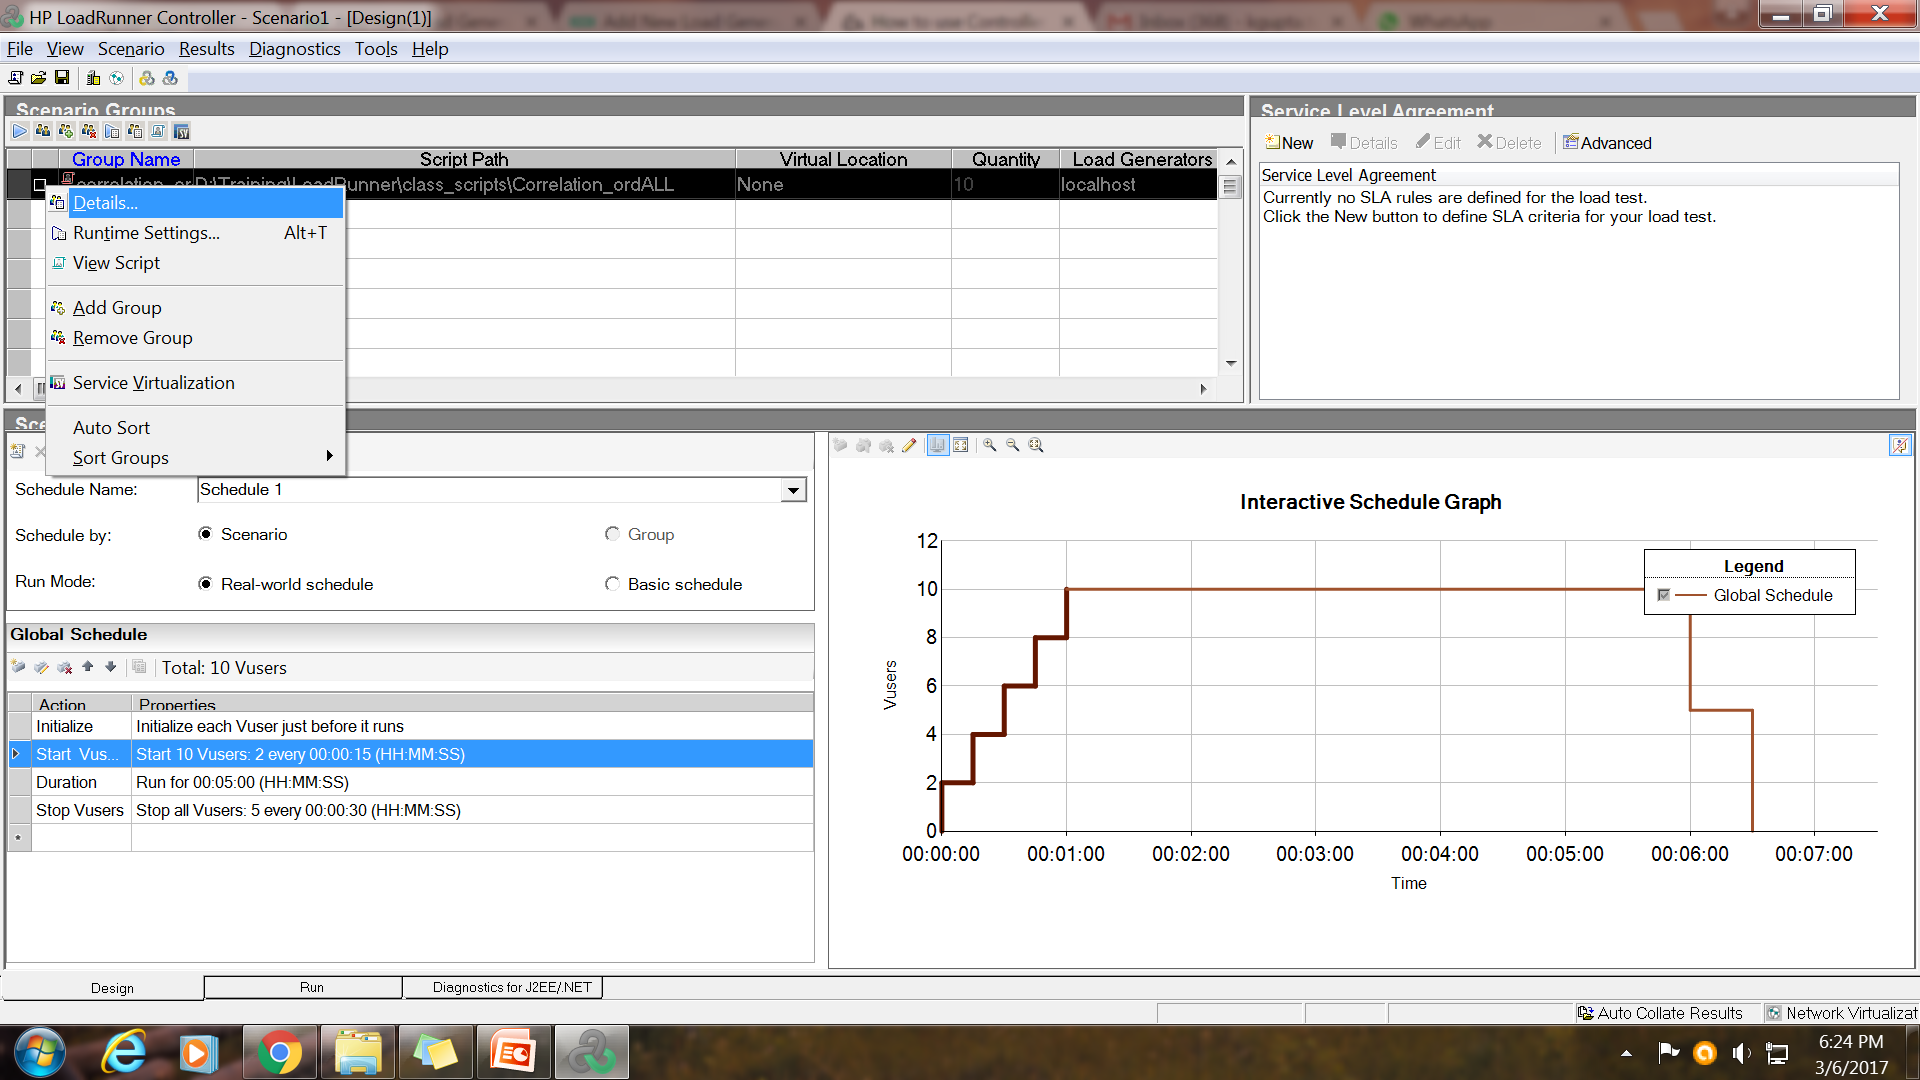 HP LoadRunner Controller - Scenario1 - [Design(1)]
File View Scenario Results Diagnostics Tools Help
Scenario Groups
Group Name Script Path Virtual Location Quantity Load Generators
correlation_or D:\Training\LoadRunner\class_scripts\Correlation_ordALL None 10 localhost
Details...
Runtime Settings... Alt+T
View Script
Add Group
Remove Group
Service Virtualization
Auto Sort
Sort Groups
Service Level Agreement
New Details Edit Delete Advanced
Service Level Agreement
Currently no SLA rules are defined for the load test.
Click the New button to define SLA criteria for your load test.
Schedule Name: Schedule 1
Schedule by: Scenario Group
Run Mode: Real-world schedule Basic schedule
Global Schedule
Total: 10 Vusers
Action Properties
Initialize Initialize each Vuser just before it runs
Start Vus... Start 10 Vusers: 2 every 00:00:15 (HH:MM:SS)
Duration Run for 00:05:00 (HH:MM:SS)
Stop Vusers Stop all Vusers: 5 every 00:00:30 (HH:MM:SS)
*
Interactive Schedule Graph
Legend
Global Schedule
Vusers
12
10
8
6
4
2
0
00:00:00 00:01:00 00:02:00 00:03:00 00:04:00 00:05:00 00:06:00 00:07:00
Time
Design Run Diagnostics for J2EE/.NET
Auto Collate Results Network Virtualizat
6:24 PM
3/6/2017